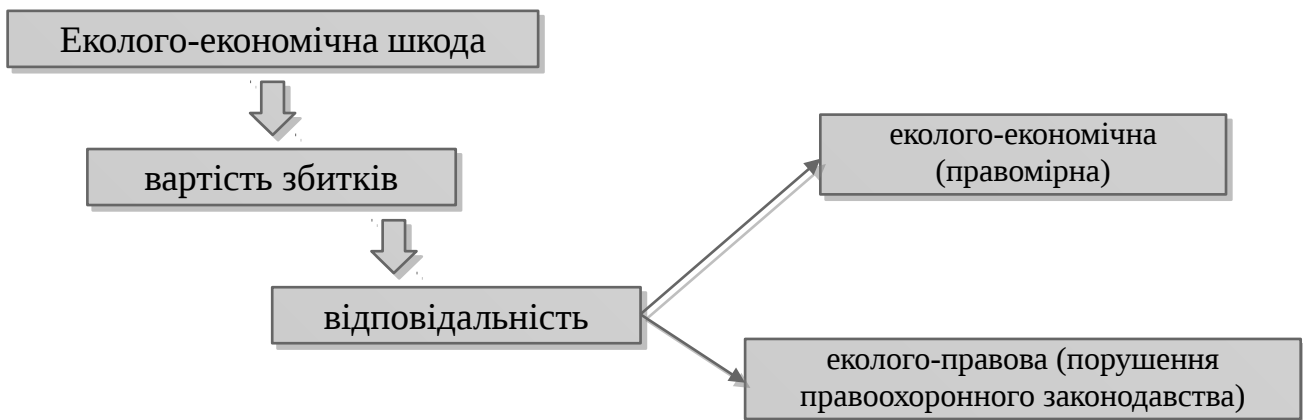 Еколого-економічна шкода
вартість збитків
відповідальність
еколого-економічна
(правомірна)
еколого-правова (порушення
правоохоронного законодавства)